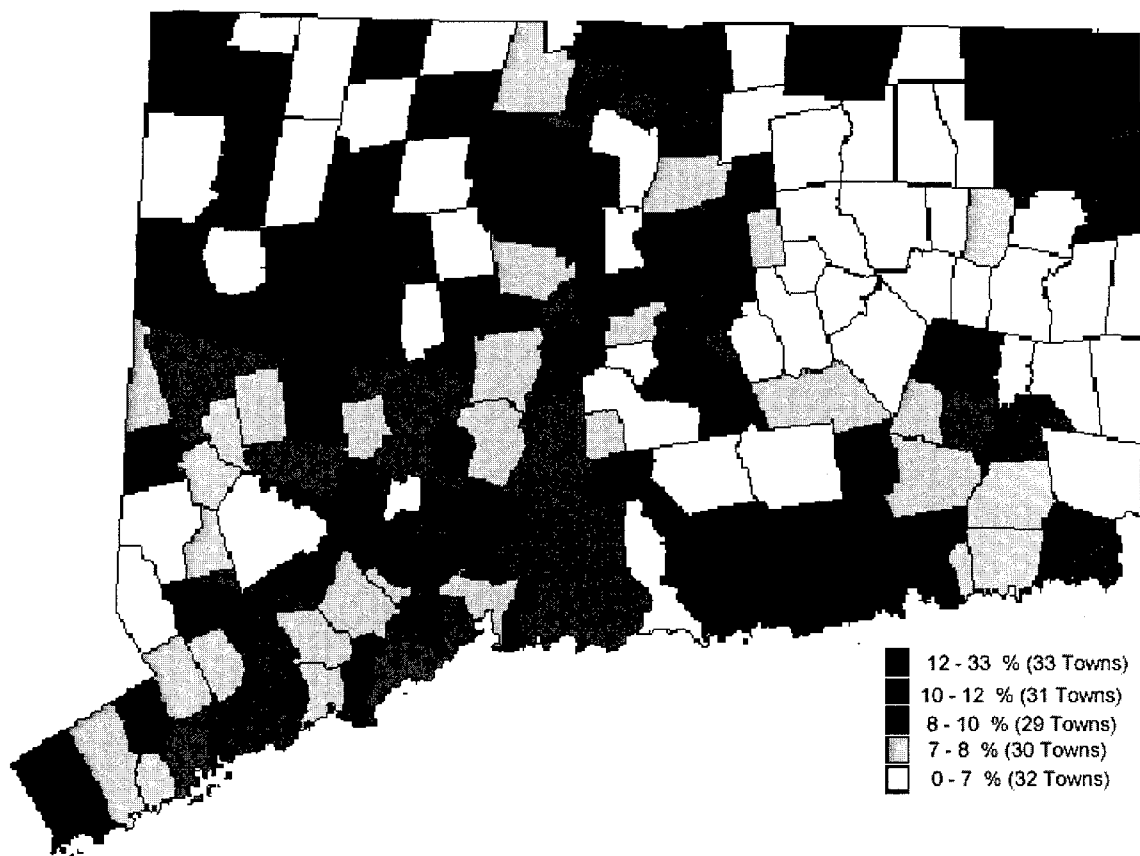 12 - 33 % (33 Towns)
10 - 12 % (31 Towns)
8 - 10 % (29 Towns)
7 - 8 % (30 Towns)
0 - 7 % (32 Towns)